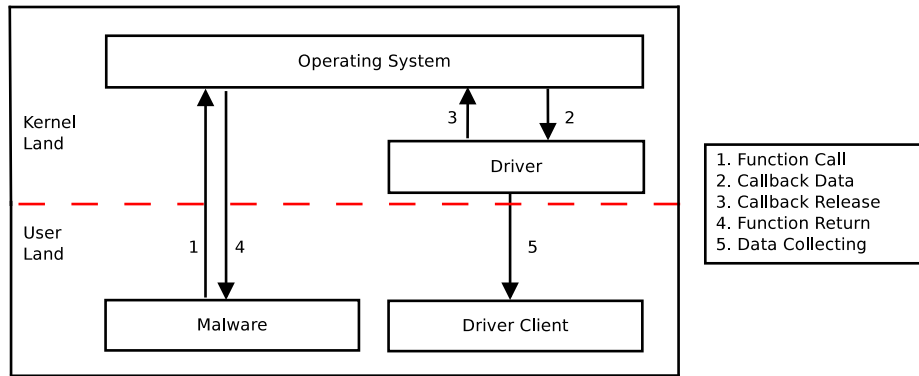 Operating System
Kernel
Land
3
2
Driver
User
Land
1
4
5
Malware
Driver Client
1. Function Call
2. Callback Data
3. Callback Release
4. Function Return
5. Data Collecting